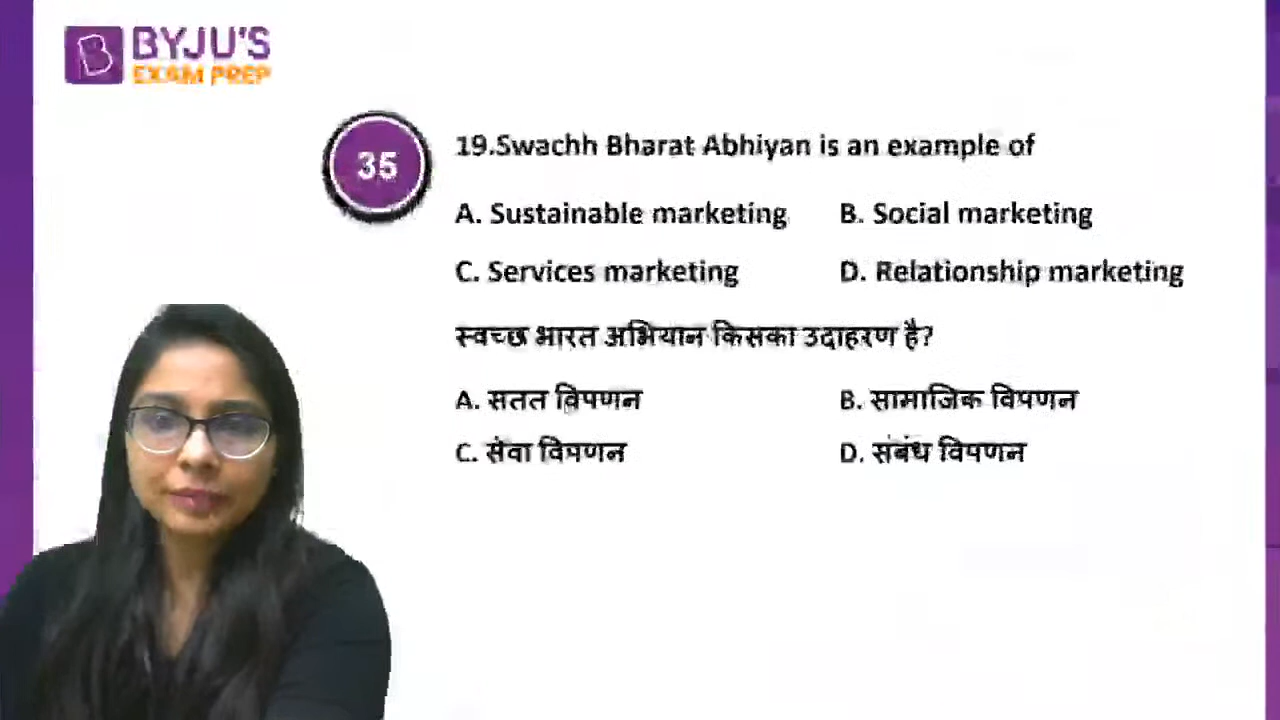 BYJU'S
EXAM PREP
35
19.Swachh Bharat Abhiyan is an example of
A. Sustainable marketing B. Social marketing
C. Services marketing D. Relationship marketing
स्वच्छ भारत अभियान किसका उदाहरण है?
A. सतत विपणन B. सामाजिक विपणन
C. सेवा विपणन D. संबंध विपणन